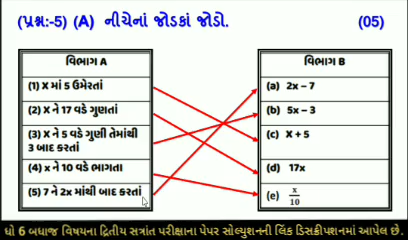 (પ્રશ્ન:-5) (A) નીચેનાં જોડકાં જોડો. (05)
વિભાગ A
(1) X માં 5 ઉમેરતાં
(2) X ને 17 વડે ગુણતાં
(3) X ને 5 વડે ગુણી તેમાંથી
3 બાદ કરતાં
(4) x ને 10 વડે ભાગતા
(5) 7 ને 2x માંથી બાદ કરતાં
વિભાગ B
(a) 2x – 7
(b) 5x – 3
(c) X + 5
(d) 17x
(e) x/10
ધો 6 બધાજ વિષયના દ્વિતીય સત્રાંત પરીક્ષાના પેપર સોલ્યુશનની લિંક ડિસક્રીપશનમાં આપેલ છે.